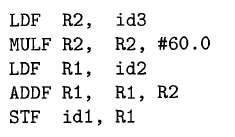 LDF R2, id3
MULF R2, R2, #60.0
LDF R1, id2
ADDF R1, R1, R2
STF id1, R1